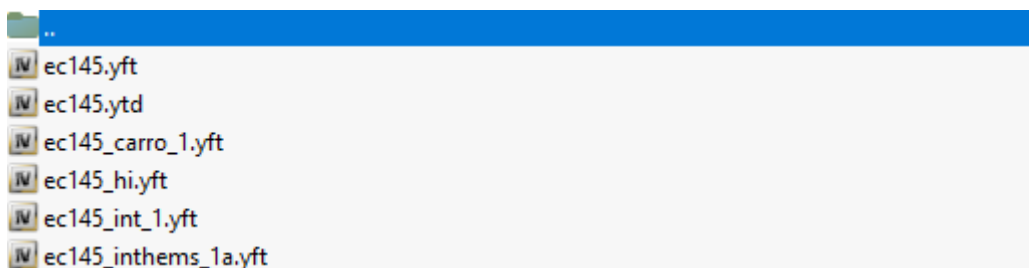 ..
ec145.yft
ec145.ytd
ec145_carro_1.yft
ec145_hi.yft
ec145_int_1.yft
ec145_inthems_1a.yft